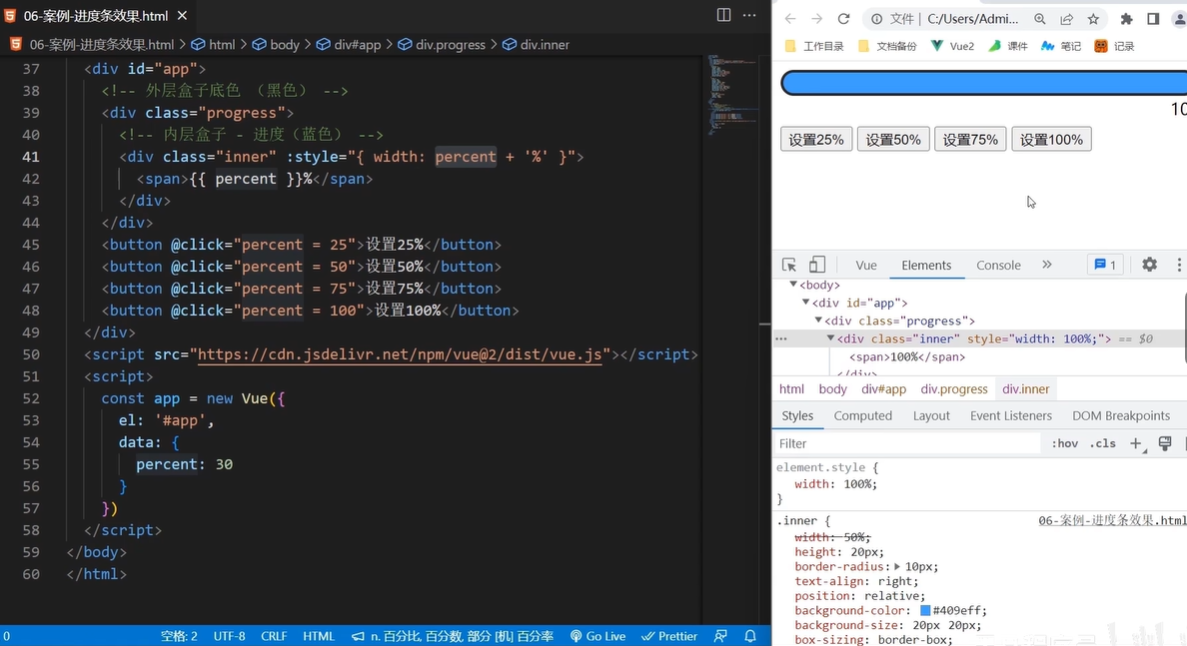 06-案例-进度条效果.html
06-案例-进度条效果.html > html > body > div#app > div.progress > div.inner
37 <div id="app">
38 <!-- 外层盒子底色 （黑色） -->
39 <div class="progress">
40 <!-- 内层盒子 - 进度（蓝色） -->
41 <div class="inner" :style="{ width: percent + '%' }">
42 <span>{{ percent }}%</span>
43 </div>
44 </div>
45 <button @click="percent = 25">设置25%</button>
46 <button @click="percent = 50">设置50%</button>
47 <button @click="percent = 75">设置75%</button>
48 <button @click="percent = 100">设置100%</button>
49 </div>
50 <script src="https://cdn.jsdelivr.net/npm/vue@2/dist/vue.js"></script>
51 <script>
52 const app = new Vue({
53 el: '#app',
54 data: {
55 percent: 30
56 }
57 })
58 </script>
59 </body>
60 </html>
0 空格: 2 UTF-8 CRLF HTML n. 百分比, 百分数, 部分 [机] 百分率 Go Live Prettier
文件 | C:/Users/Admi...
工作目录 文档备份 Vue2 课件 笔记 记录
10
设置25% 设置50% 设置75% 设置100%
Vue Elements Console » 1
<body>
<div id="app">
<div class="progress">
<div class="inner" style="width: 100%;"> == $0
<span>100%</span>
</div>
html body div#app div.progress div.inner
Styles Computed Layout Event Listeners DOM Breakpoints
Filter :hov .cls +
element.style {
width: 100%;
}
.inner { 06-案例-进度条效果.html
width: 50%;
height: 20px;
border-radius: 10px;
text-align: right;
position: relative;
background-color: #409eff;
background-size: 20px 20px;
box-sizing: border-box;